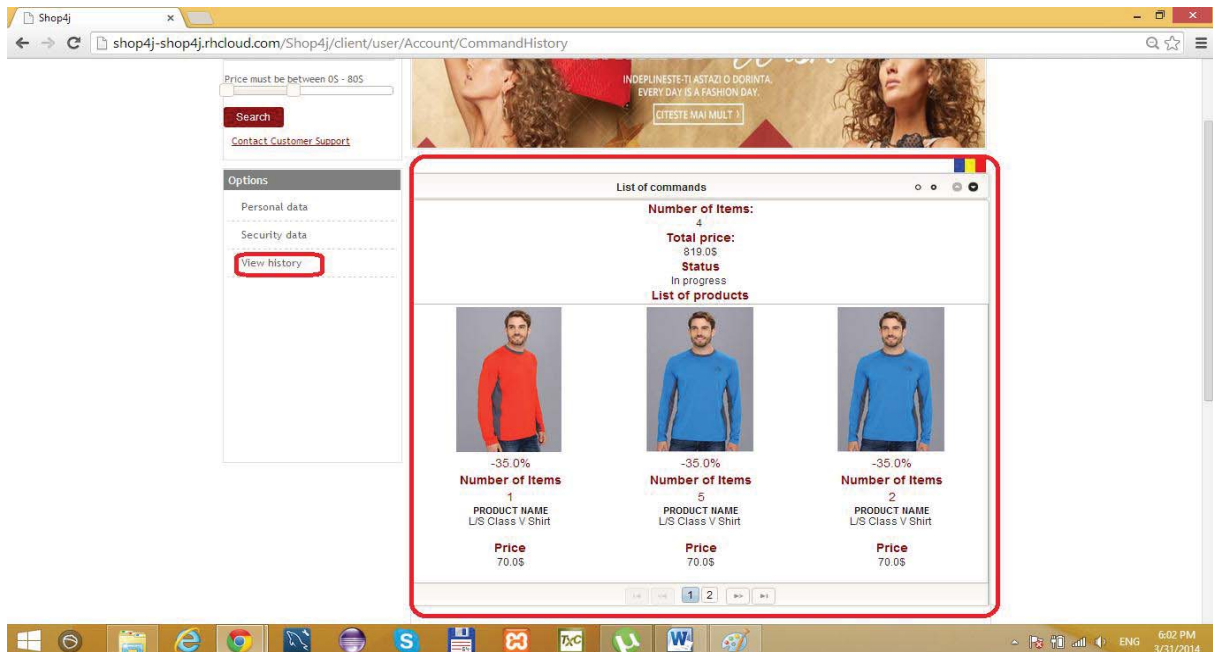 Shop4j
shop4j-shop4j.rhcloud.com/Shop4j/client/user/Account/CommandHistory
Price must be between 0$ - 80$
Search
Contact Customer Support
INDEPLINESTE-TI ASTAZI O DORINTA.
EVERY DAY IS A FASHION DAY.
CITESTE MAI MULT
Options
Personal data
Security data
View history
List of commands
Number of Items:
4
Total price:
819.0$
Status
In progress
List of products
-35.0% -35.0% -35.0%
Number of Items Number of Items Number of Items
1 5 2
PRODUCT NAME PRODUCT NAME PRODUCT NAME
L/S Class V Shirt L/S Class V Shirt L/S Class V Shirt
Price Price Price
70.0$ 70.0$ 70.0$
1 2
TXC
ENG
6:02 PM
3/31/2014